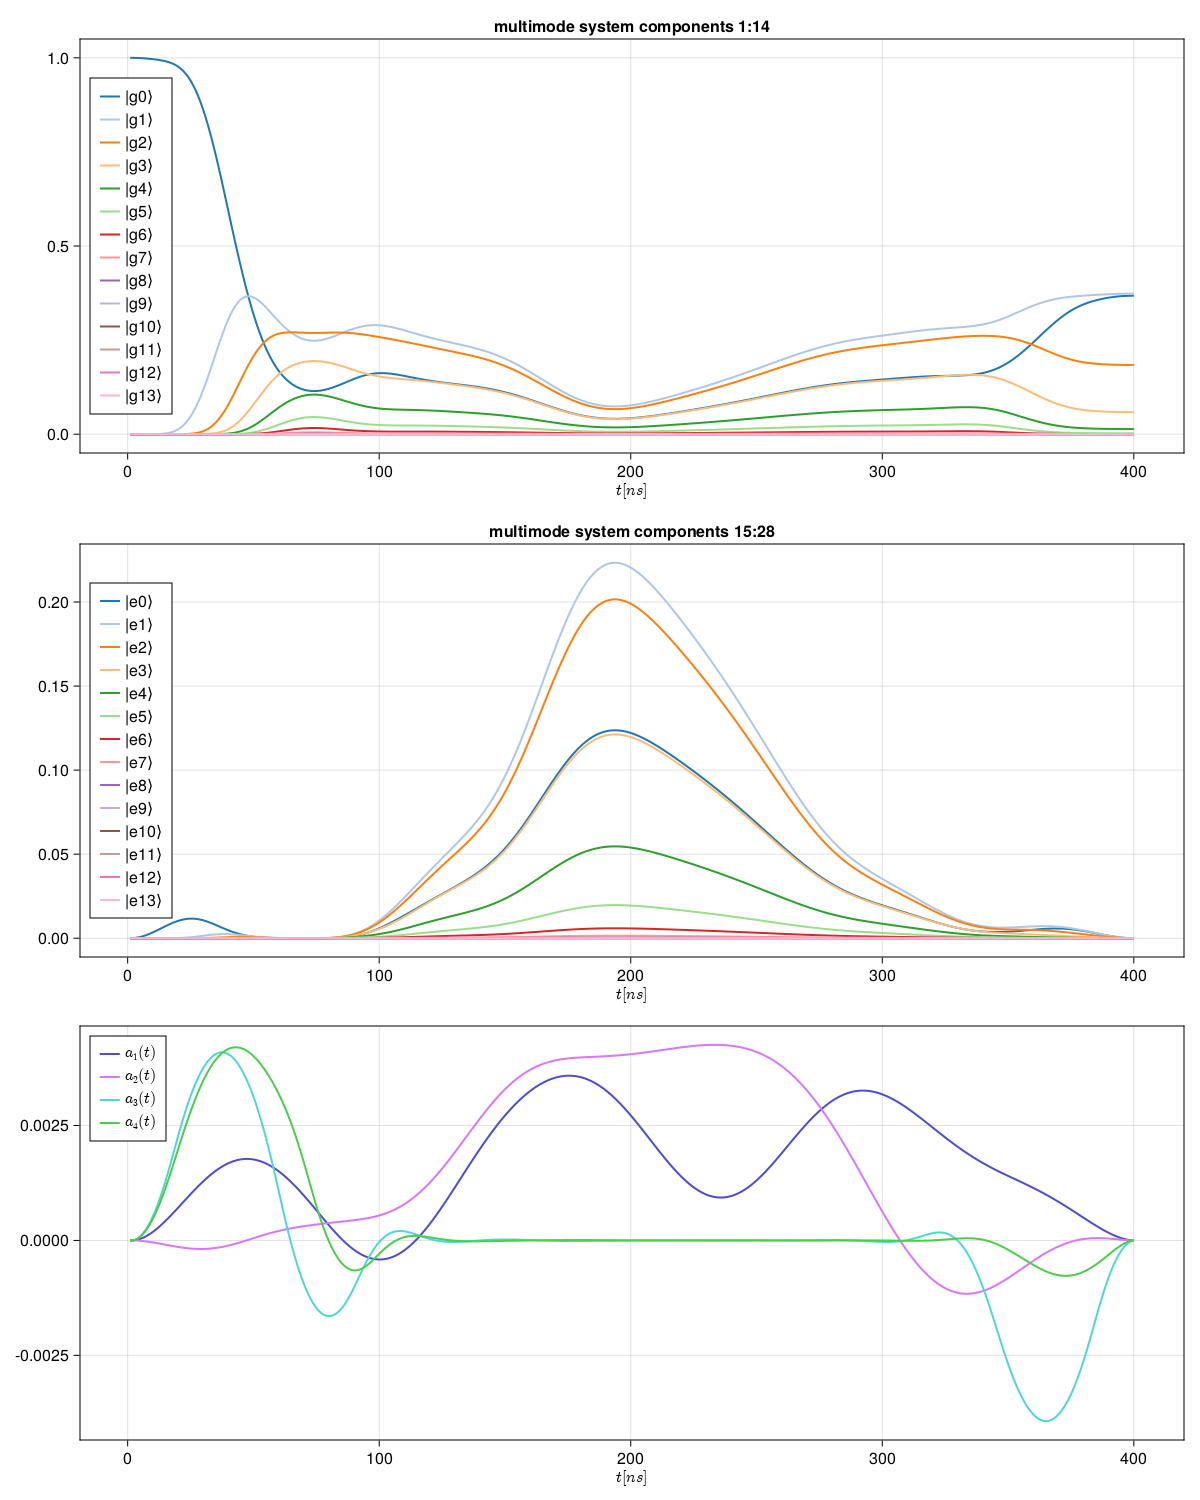 multimode system components 1:14
1.0
|g0⟩
|g1⟩
|g2⟩
|g3⟩
|g4⟩
0.5
|g5⟩
|g6⟩
|g7⟩
|g8⟩
|g9⟩
|g10⟩
|g11⟩
|g12⟩
|g13⟩
0.0
0 100 200 300 400
t[ns]
multimode system components 15:28
|e0⟩
0.20
|e1⟩
|e2⟩
|e3⟩
0.15
|e4⟩
|e5⟩
|e6⟩
|e7⟩
0.10
|e8⟩
|e9⟩
|e10⟩
0.05
|e11⟩
|e12⟩
|e13⟩
0.00
0 100 200 300 400
t[ns]
a₁(t)
a₂(t)
a₃(t)
a₄(t)
0.0025
0.0000
-0.0025
0 100 200 300 400
t[ns]